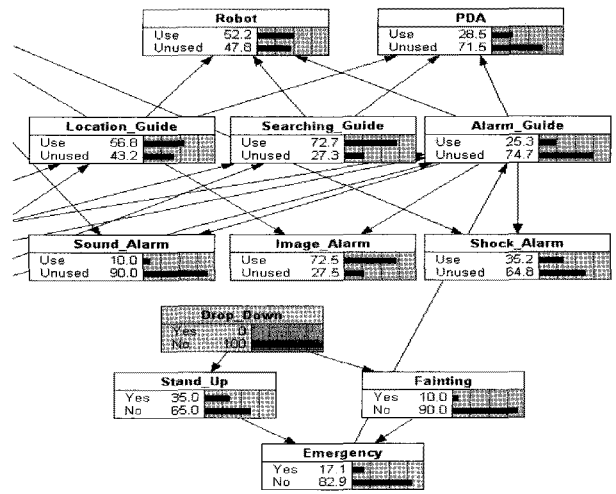 Robot
Use 52.2
Unused 47.8
PDA
Use 28.5
Unused 71.5
Location_Guide
Use 56.8
Unused 43.2
Searching_Guide
Use 72.7
Unused 27.3
Alarm_Guide
Use 25.3
Unused 74.7
Sound_Alarm
Use 10.0
Unused 90.0
Image_Alarm
Use 72.5
Unused 27.5
Shock_Alarm
Use 35.2
Unused 64.8
Drop_Down
Yes 0
No 100
Stand_Up
Yes 35.0
No 65.0
Fainting
Yes 10.0
No 90.0
Emergency
Yes 17.1
No 82.9